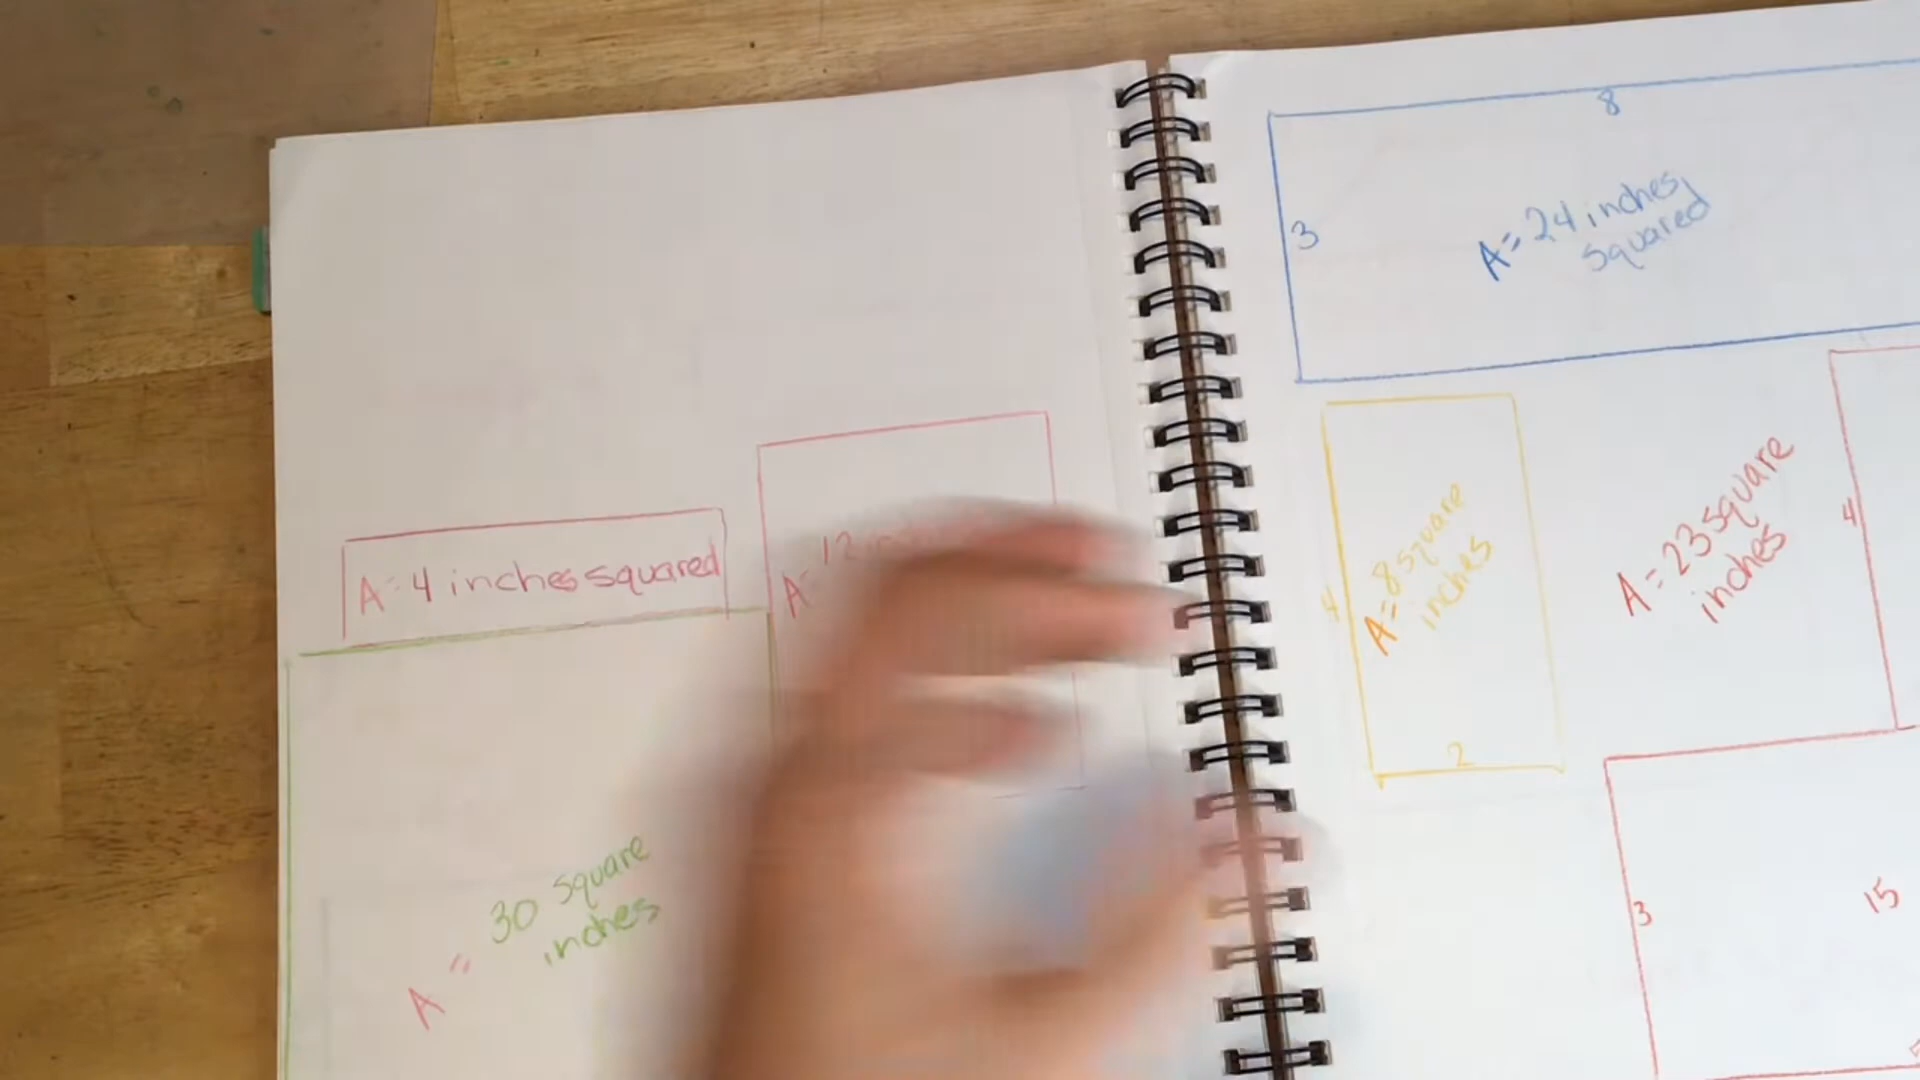 A=4 inches squared
A=12
A = 30 square
inches
8
3
A=24 inches
squared
4
A=8 square
inches
2
A=23 square
inches
4
3
15